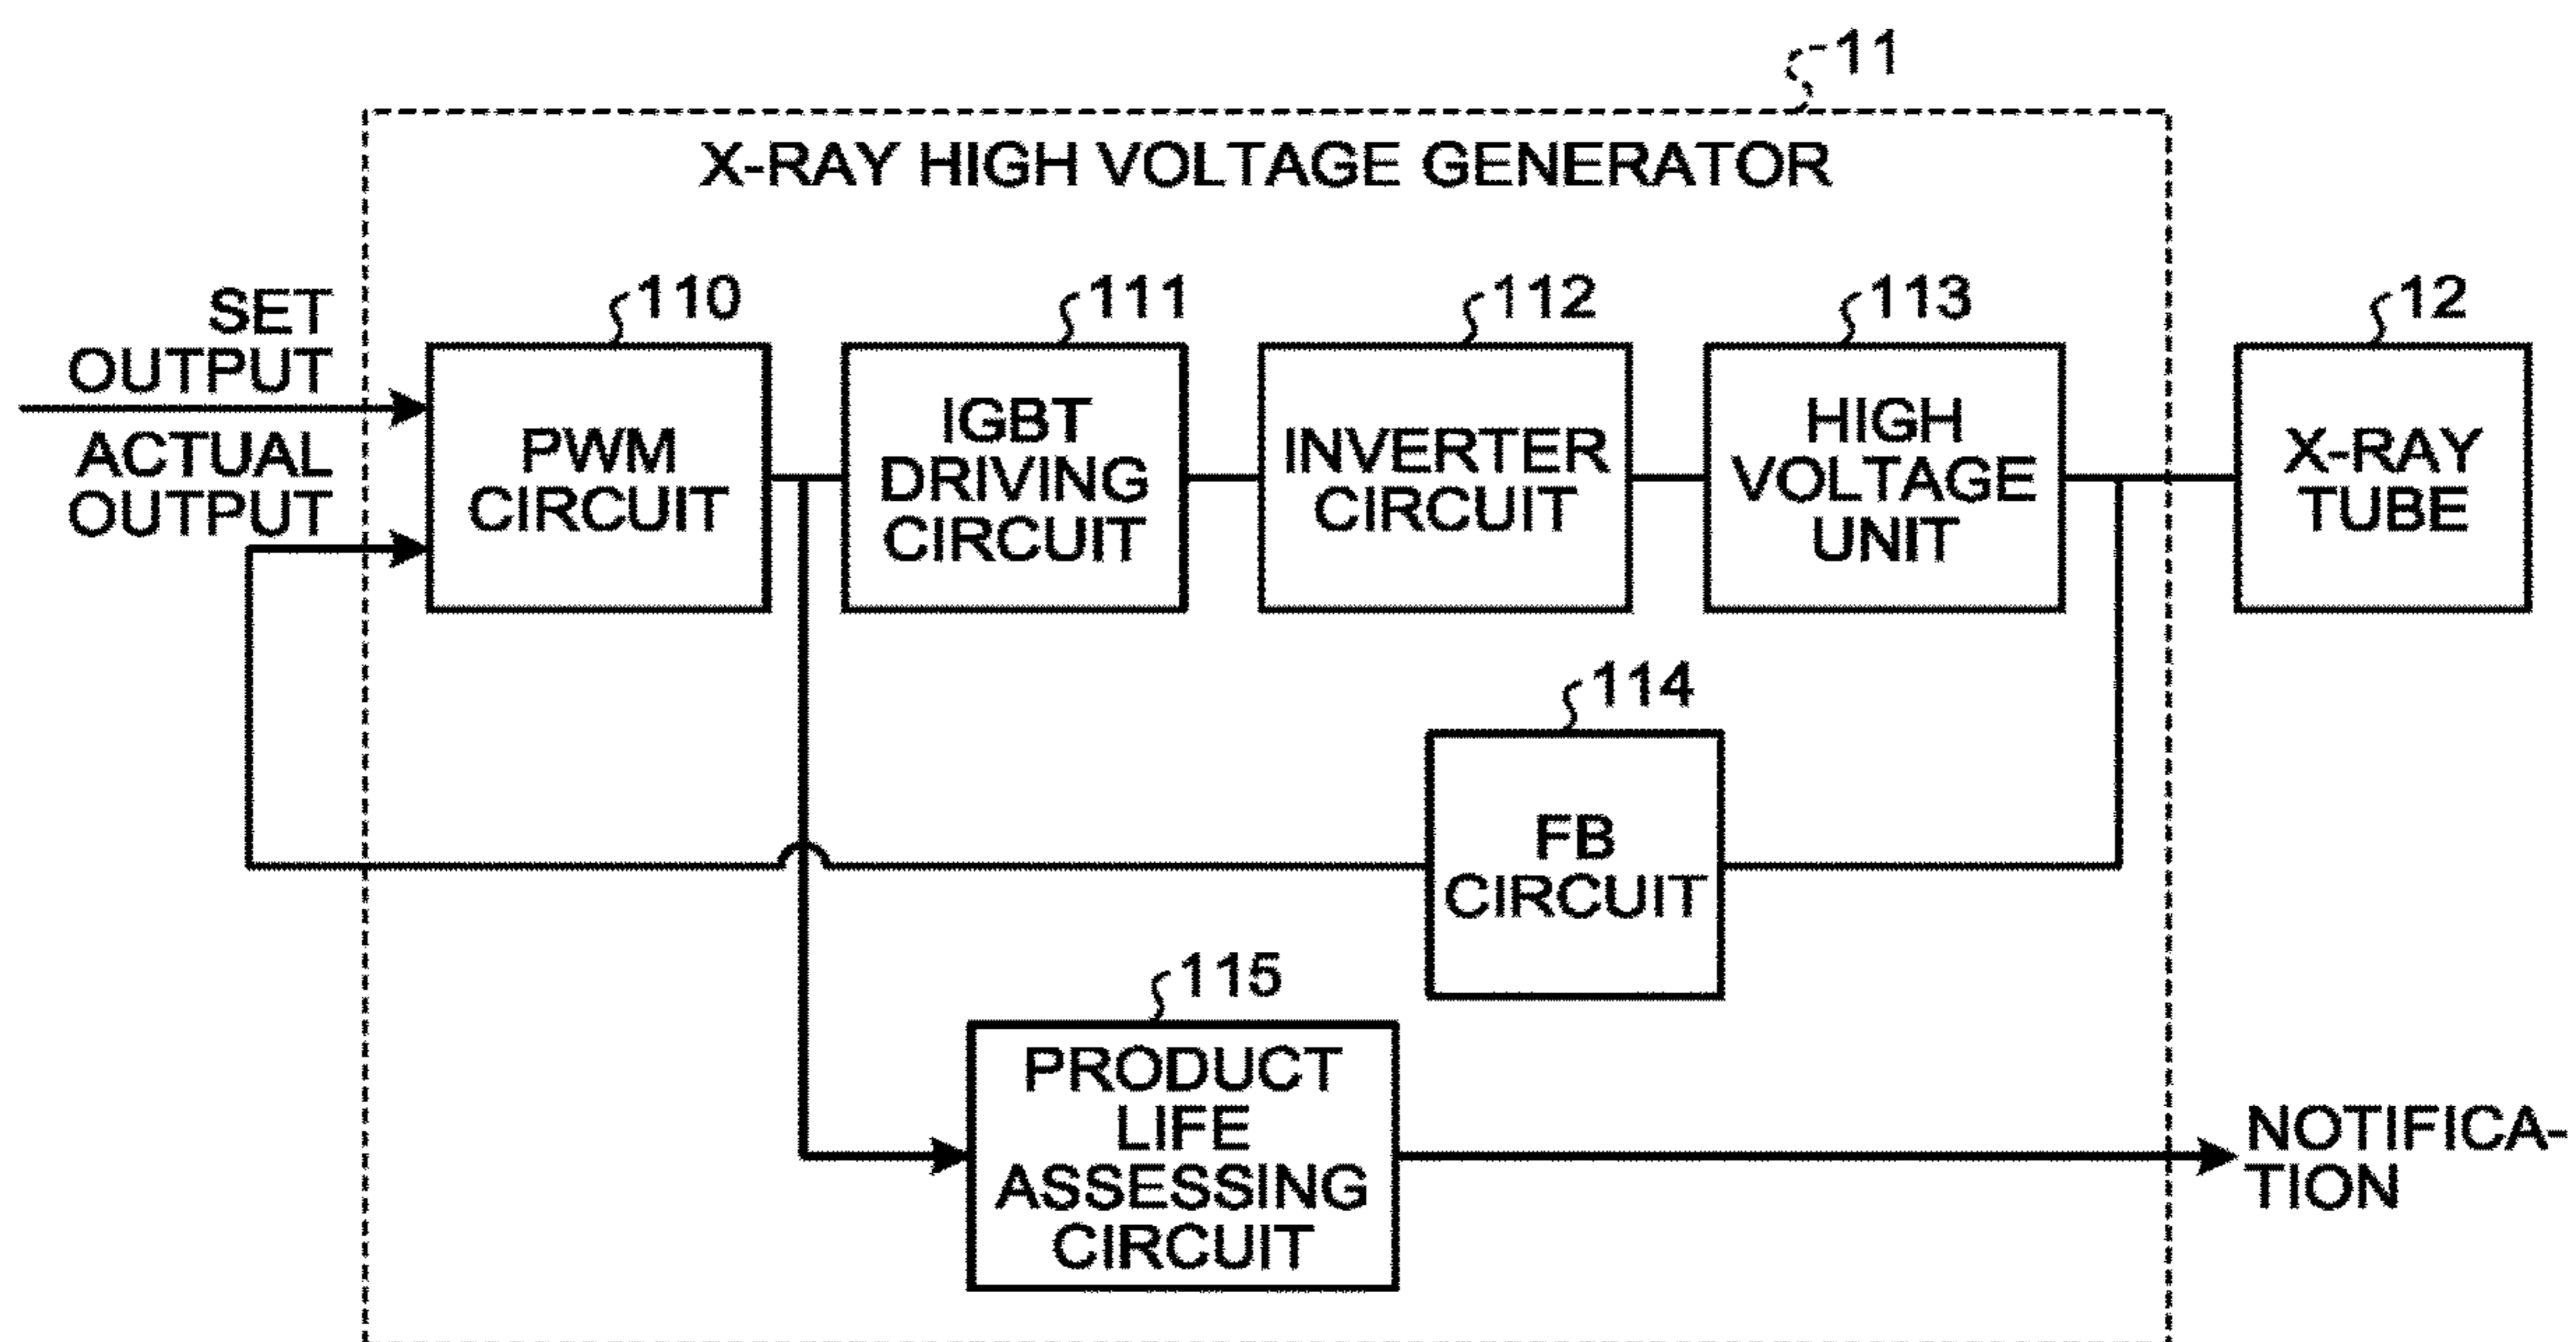 11
X-RAY HIGH VOLTAGE GENERATOR
SET
OUTPUT
ACTUAL
OUTPUT
110
PWM
CIRCUIT
111
IGBT
DRIVING
CIRCUIT
112
INVERTER
CIRCUIT
113
HIGH
VOLTAGE
UNIT
12
X-RAY
TUBE
114
FB
CIRCUIT
115
PRODUCT
LIFE
ASSESSING
CIRCUIT
NOTIFICA-
TION